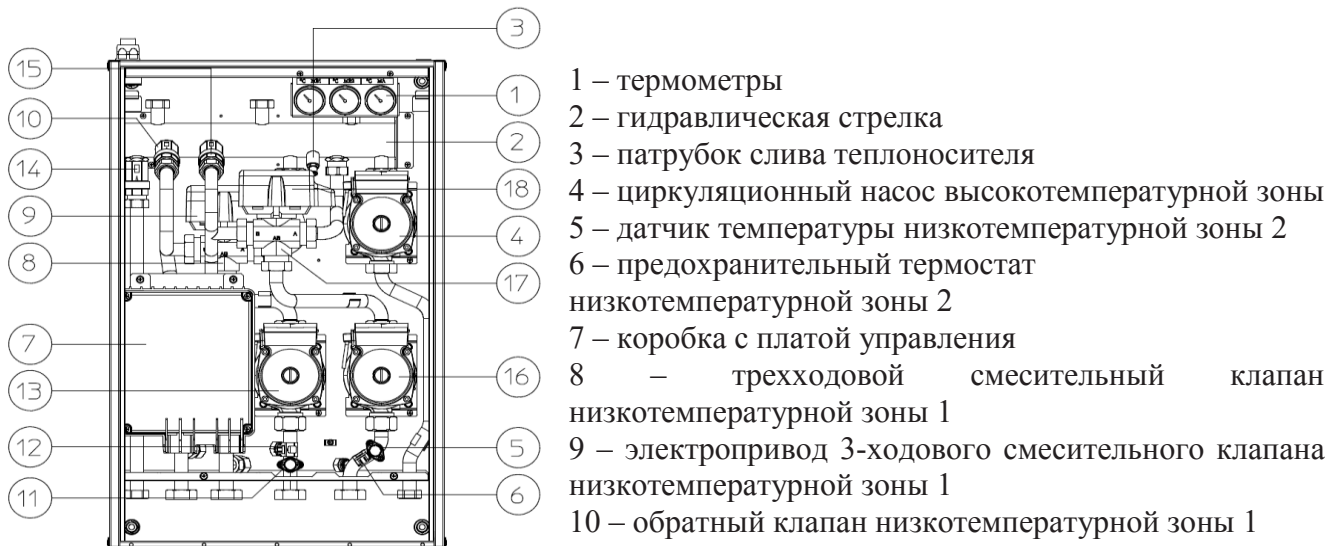 3
15
1
10
2
14
18
9
4
8
17
7
16
13
12
5
11
6
1 – термометры
2 – гидравлическая стрелка
3 – патрубок слива теплоносителя
4 – циркуляционный насос высокотемпературной зоны
5 – датчик температуры низкотемпературной зоны 2
6 – предохранительный термостат
низкотемпературной зоны 2
7 – коробка с платой управления
8 – трехходовой смесительный клапан
низкотемпературной зоны 1
9 – электропривод 3-ходового смесительного клапана
низкотемпературной зоны 1
10 – обратный клапан низкотемпературной зоны 1